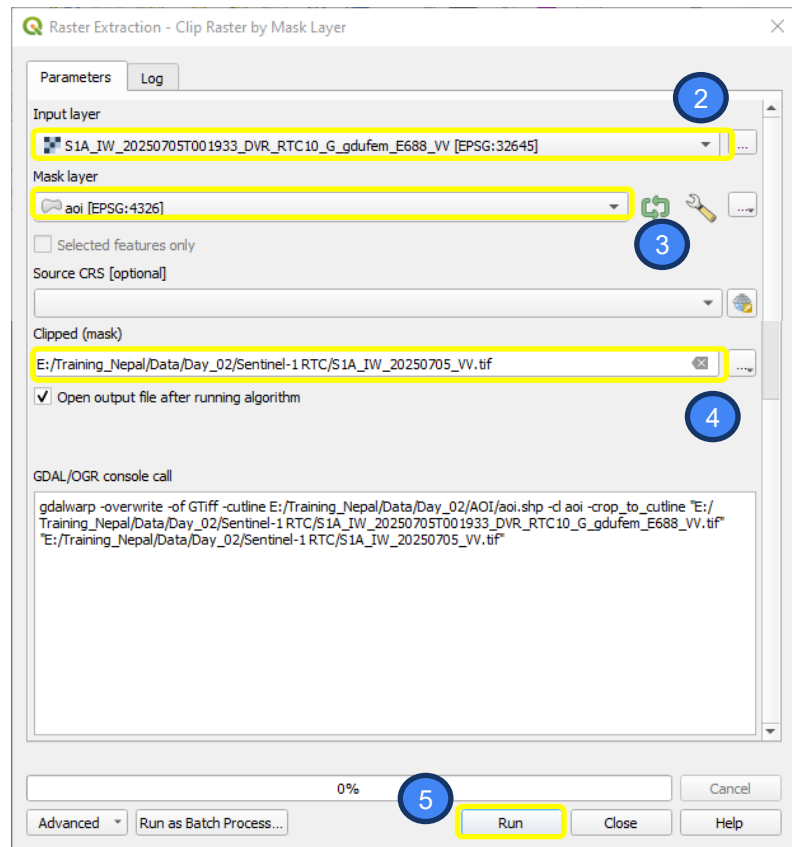 Raster Extraction - Clip Raster by Mask Layer
Parameters Log
2
Input layer
S1A_IW_20250705T001933_DVR_RTC10_G_gdufem_E688_VV [EPSG:32645] ...
Mask layer
aoi [EPSG:4326] ...
3
Selected features only
Source CRS [optional]
Clipped (mask)
E:/Training_Nepal/Data/Day_02/Sentinel-1 RTC/S1A_IW_20250705_VV.tif ...
Open output file after running algorithm
4
GDAL/OGR console call
gdalwarp -overwrite -of GTiff -cutline E:/Training_Nepal/Data/Day_02/AOI/aoi.shp -cl aoi -crop_to_cutline "E:/
Training_Nepal/Data/Day_02/Sentinel-1 RTC/S1A_IW_20250705T001933_DVR_RTC10_G_gdufem_E688_VV.tif"
"E:/Training_Nepal/Data/Day_02/Sentinel-1 RTC/S1A_IW_20250705_VV.tif"
0% Cancel
5
Advanced Run as Batch Process... Run Close Help